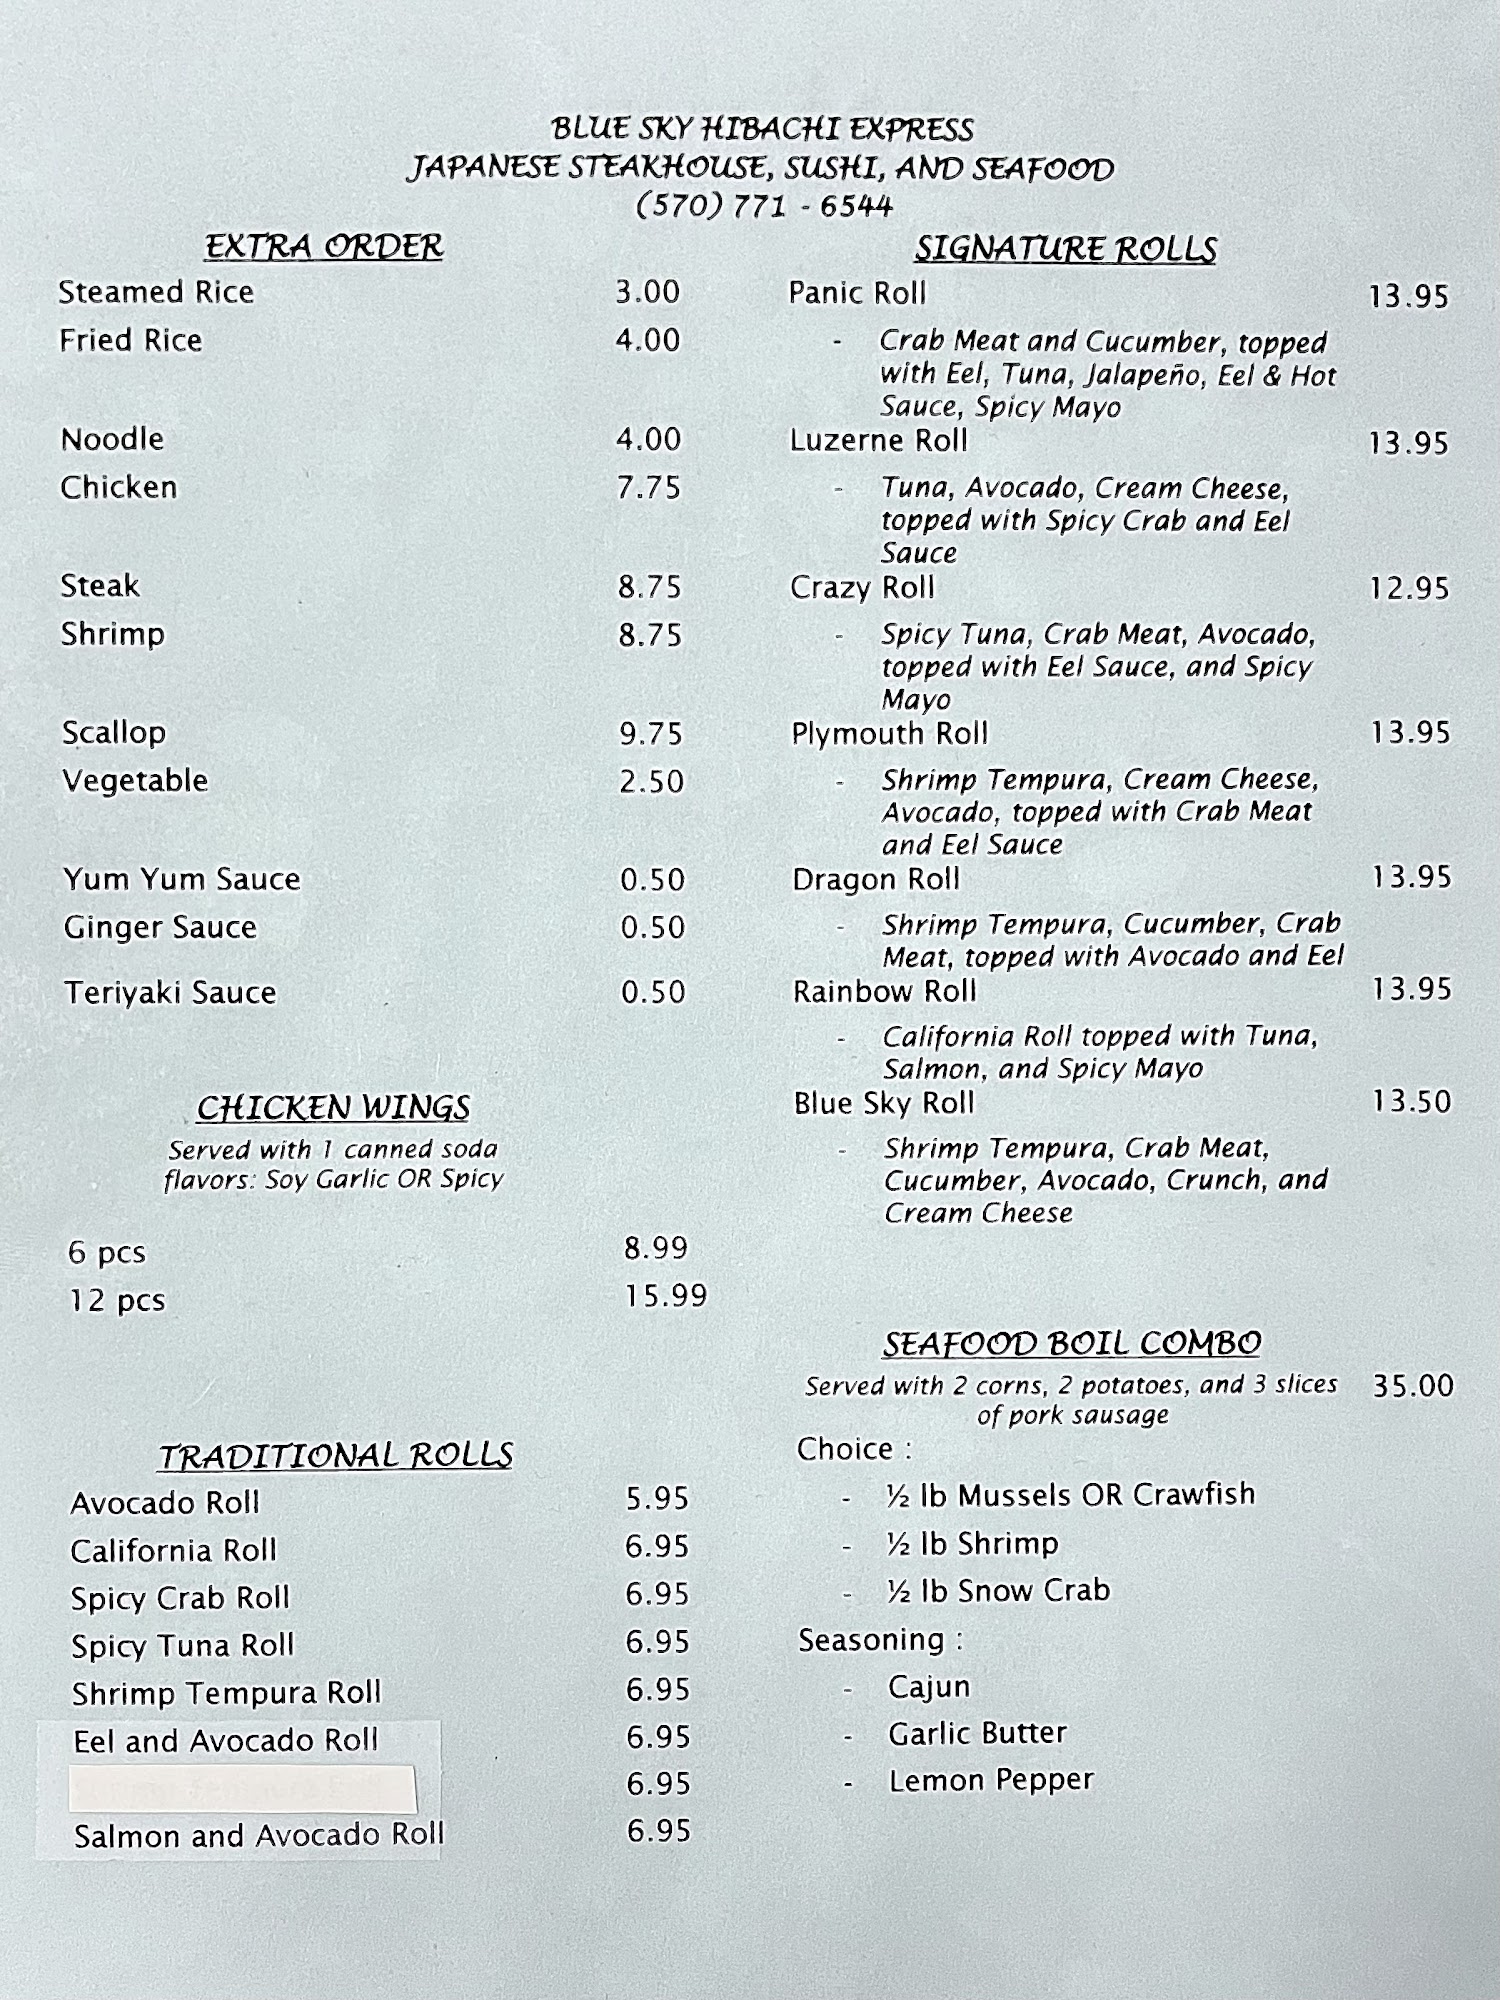 BLUE SKY HIBACHI EXPRESS
JAPANESE STEAKHOUSE, SUSHI, AND SEAFOOD
(570) 771 - 6544
EXTRA ORDER
Steamed Rice 3.00
Fried Rice 4.00
Noodle 4.00
Chicken 7.75
Steak 8.75
Shrimp 8.75
Scallop 9.75
Vegetable 2.50
Yum Yum Sauce 0.50
Ginger Sauce 0.50
Teriyaki Sauce 0.50
CHICKEN WINGS
Served with 1 canned soda
flavors: Soy Garlic OR Spicy
6 pcs 8.99
12 pcs 15.99
TRADITIONAL ROLLS
Avocado Roll 5.95
California Roll 6.95
Spicy Crab Roll 6.95
Spicy Tuna Roll 6.95
Shrimp Tempura Roll 6.95
Eel and Avocado Roll 6.95
6.95
Salmon and Avocado Roll 6.95
SIGNATURE ROLLS
Panic Roll 13.95
- Crab Meat and Cucumber, topped
with Eel, Tuna, Jalapeño, Eel & Hot
Sauce, Spicy Mayo
Luzerne Roll 13.95
- Tuna, Avocado, Cream Cheese,
topped with Spicy Crab and Eel
Sauce
Crazy Roll 12.95
- Spicy Tuna, Crab Meat, Avocado,
topped with Eel Sauce, and Spicy
Mayo
Plymouth Roll 13.95
- Shrimp Tempura, Cream Cheese,
Avocado, topped with Crab Meat
and Eel Sauce
Dragon Roll 13.95
- Shrimp Tempura, Cucumber, Crab
Meat, topped with Avocado and Eel
Rainbow Roll 13.95
- California Roll topped with Tuna,
Salmon, and Spicy Mayo
Blue Sky Roll 13.50
- Shrimp Tempura, Crab Meat,
Cucumber, Avocado, Crunch, and
Cream Cheese
SEAFOOD BOIL COMBO
Served with 2 corns, 2 potatoes, and 3 slices 35.00
of pork sausage
Choice :
- ½ lb Mussels OR Crawfish
- ½ lb Shrimp
- ½ lb Snow Crab
Seasoning :
- Cajun
- Garlic Butter
- Lemon Pepper